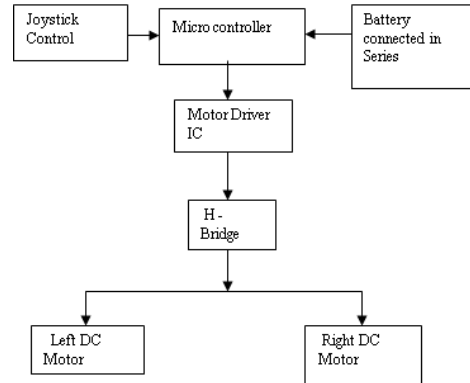 Joystick
Control
Micro controller
Battery
connected in
Series
Motor Driver
IC
H -
Bridge
Left DC
Motor
Right DC
Motor